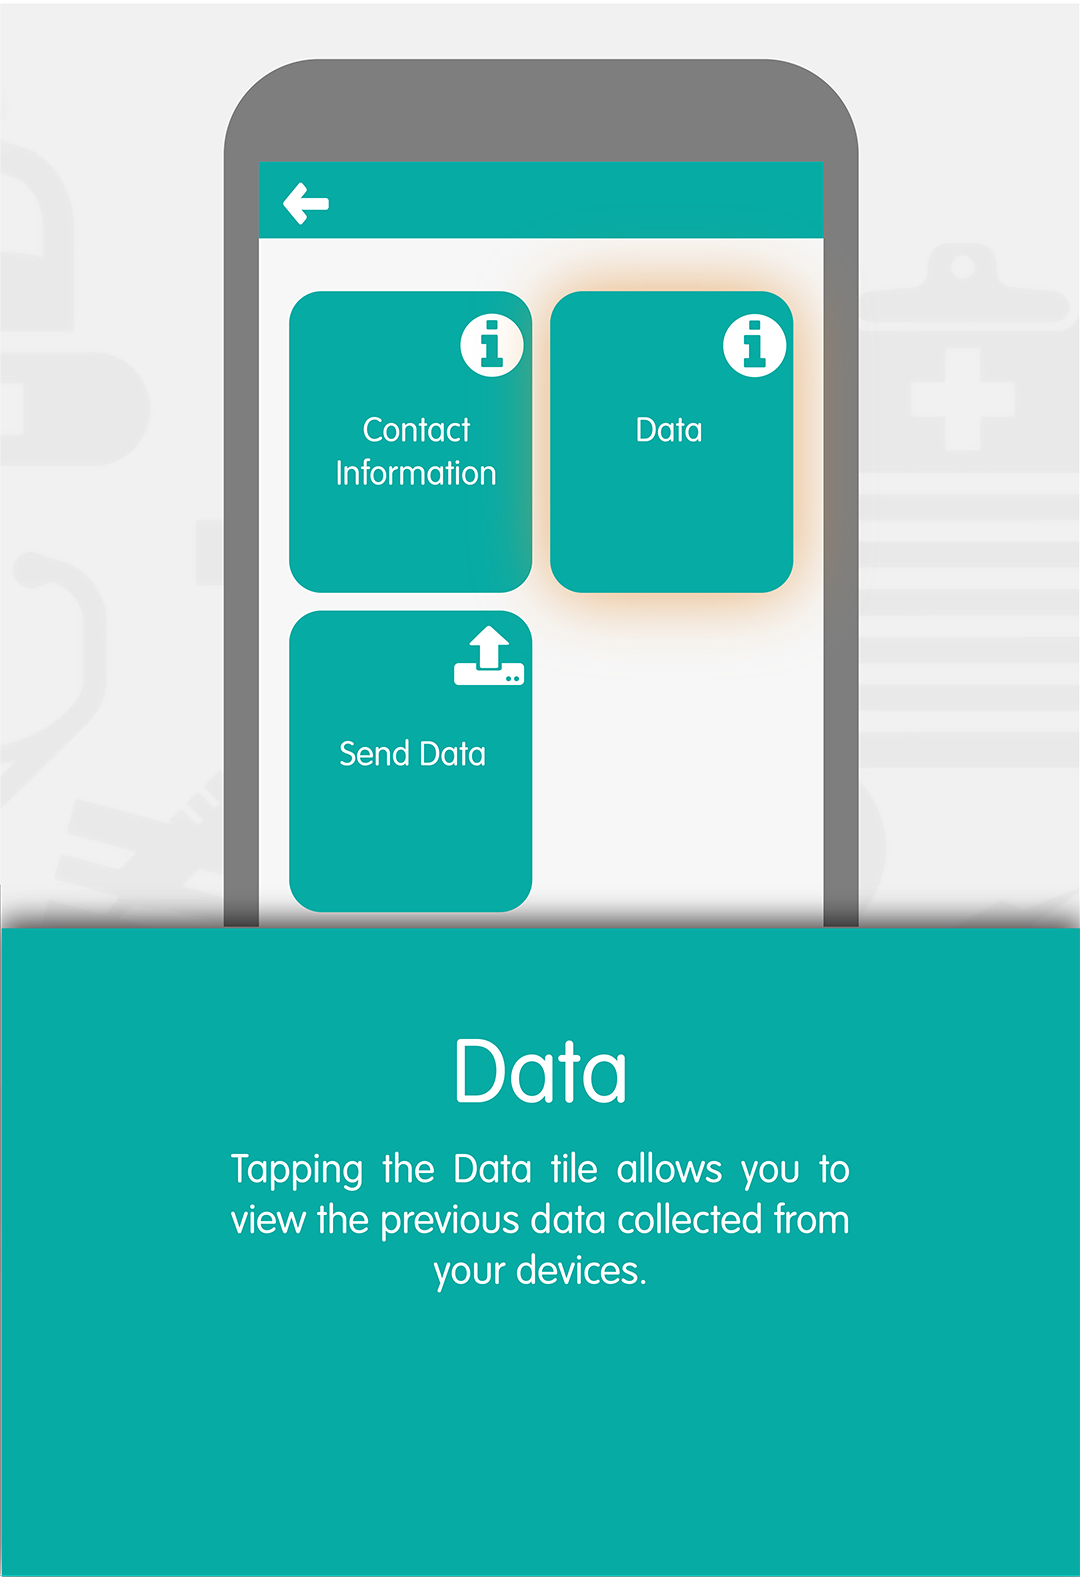 Contact
Information
Data
Send Data
Data
Tapping the Data tile allows you to
view the previous data collected from
your devices.